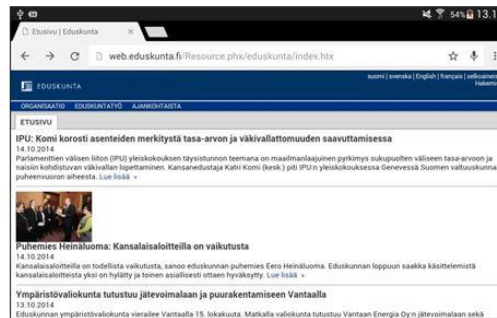 54% 13.1
Etusivu | Eduskunta
web.eduskunta.fi/Resource.phx/eduskunta/index.htx
suomi | svenska | English | français | selkoaineis
Hakemis
EDUSKUNTA
ORGANISAATIO EDUSKUNTATYÖ AJANKOHTAISTA
ETUSIVU
IPU: Komi korosti asenteiden merkitystä tasa-arvon ja väkivallattomuuden saavuttamisessa
14.10.2014
Parlamenttien välisen liiton (IPU) yleiskokouksen täysistunnon teemana on maailmanlaajuinen pyrkimys sukupuolten väliseen tasa-arvoon ja
naisiin kohdistuvan väkivallan lopettaminen. Kansanedustaja Katri Komi (kesk.) piti IPU:n yleiskokouksessa Genevessä Suomen valtuuskunna
puheenvuoron aiheesta. Lue lisää »
Puhemies Heinäluoma: Kansalaisaloitteilla on vaikutusta
14.10.2014
Kansalaisaloitteilla on todellista vaikutusta, sanoo eduskunnan puhemies Eero Heinäluoma. Eduskunnan loppuun saakka käsittelemistä
kansalaisaloitteista yksi on hylätty ja toinen asiallisesti ottaen hyväksytty. Lue lisää »
Ympäristövaliokunta tutustuu jätevoimalaan ja puurakentamiseen Vantaalla
13.10.2014
Eduskunnan ympäristövaliokunta vierailee Vantaalla 15. lokakuuta. Matkalla valiokunta tutustuu Vantaan Energia Oy:n jätevoimalaan sekä